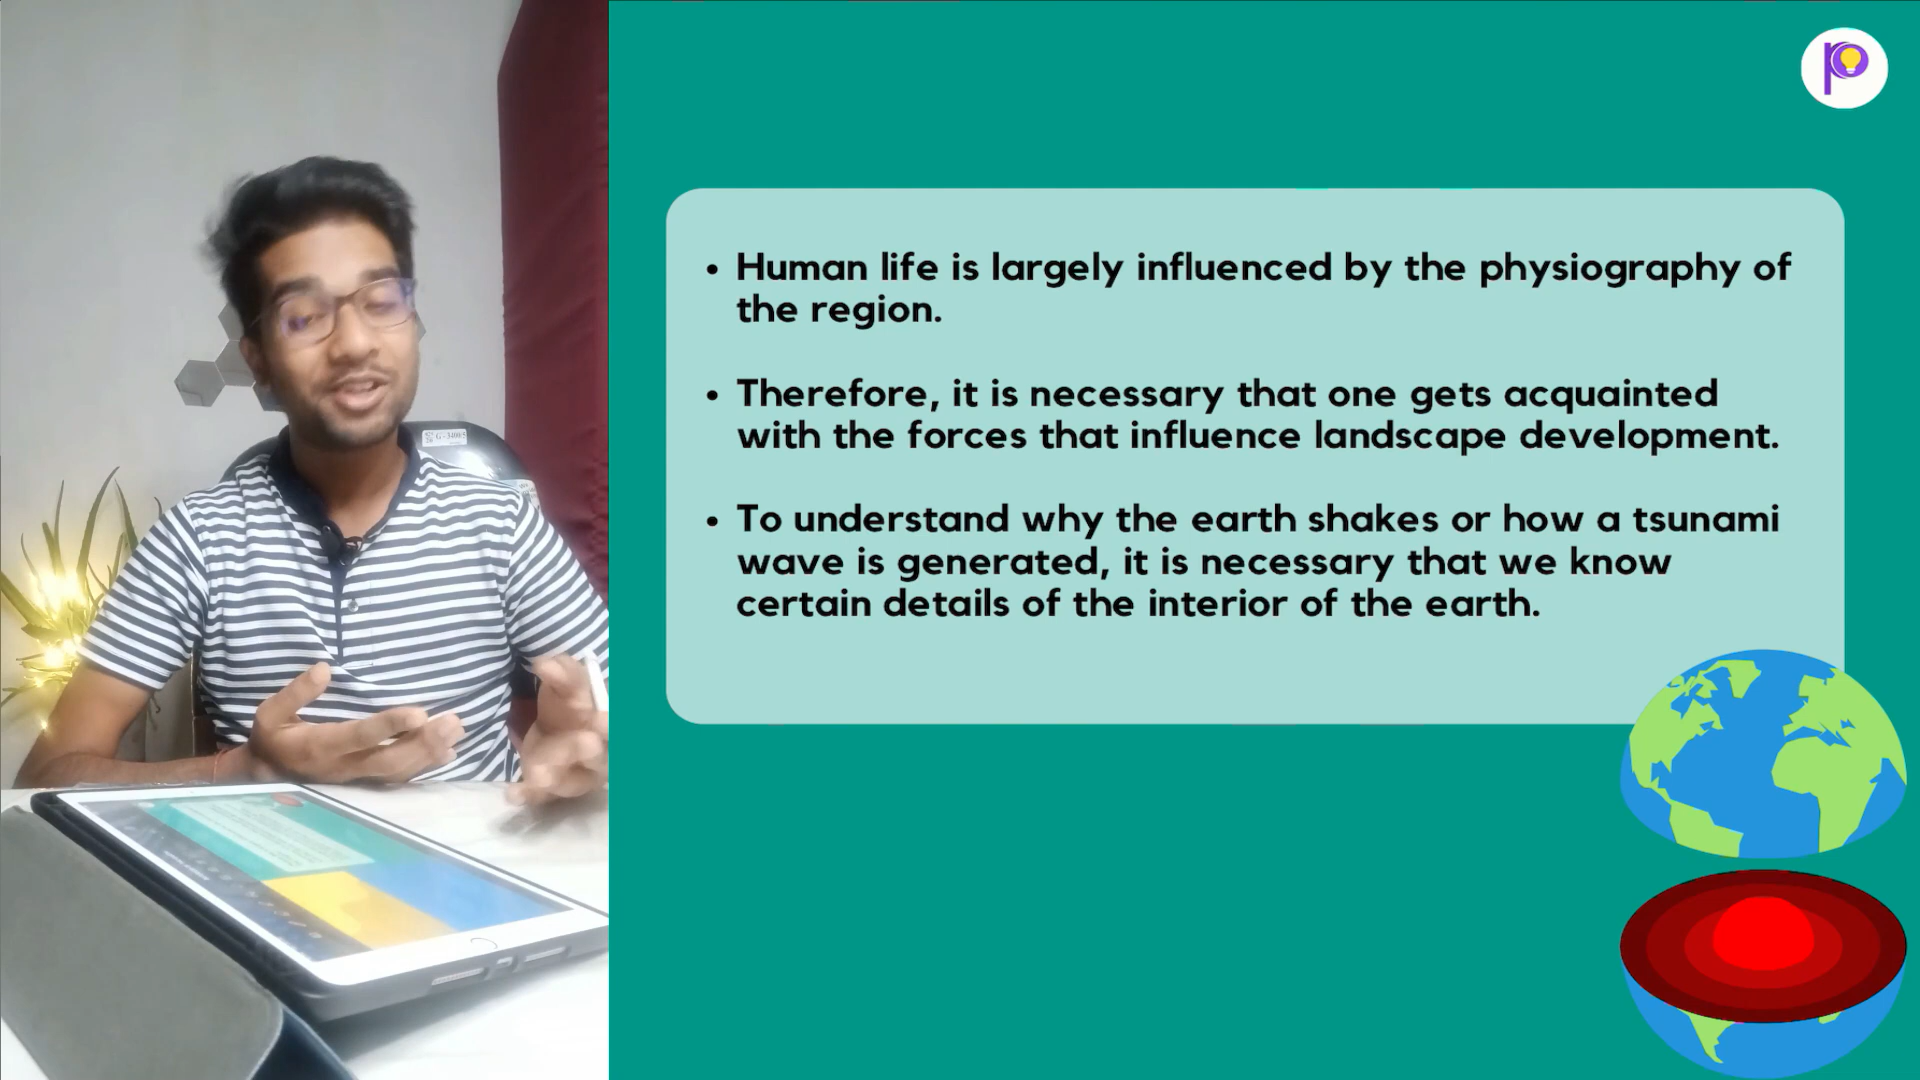 • Human life is largely influenced by the physiography of
the region.
• Therefore, it is necessary that one gets acquainted
with the forces that influence landscape development.
• To understand why the earth shakes or how a tsunami
wave is generated, it is necessary that we know
certain details of the interior of the earth.